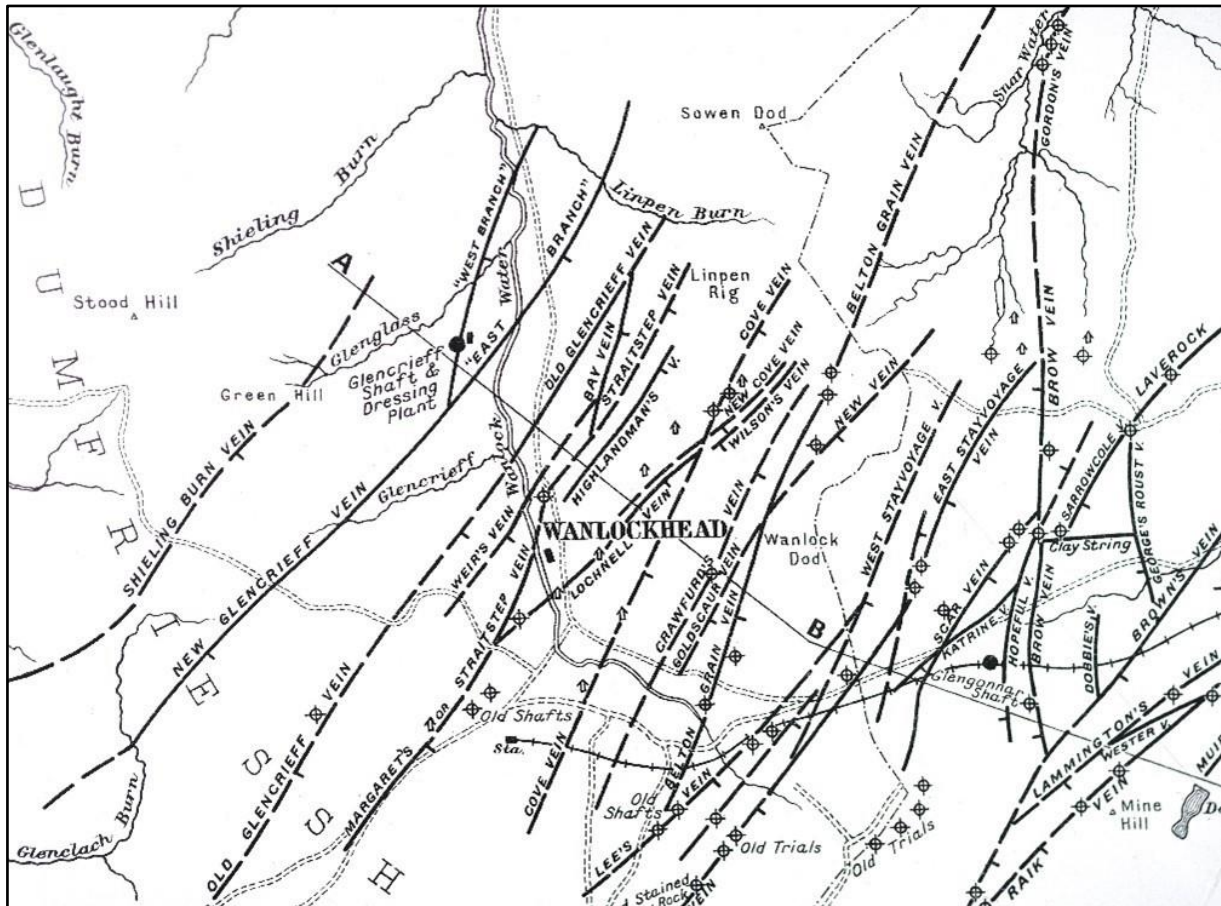 Glenlaught Burn
DUMFRIESSH
Shieling Burn
Stood Hill
A
"WEST BRANCH"
"EAST BRANCH"
Water
Wanlock
Glenglass
Green Hill
Glencrieff
Shaft &
Dressing
Plant
Glencrieff
SHIELING BURN VEIN
NEW GLENCRIEFF VEIN
Glenclach Burn
OLD GLENCRIEFF VEIN
OLD GLENCRIEFF VEIN
Linpen Burn
Linpen
Rig
Sowen Dod
BAY VEIN
STRAITSTEP VEIN
HIGHLANDMAN'S V.
WEIR'S VEIN
WANLOCKHEAD
MARGARET'S OR STRAITSTEP VEIN
LOCHNELL VEIN
COVE VEIN
COVE VEIN
NEW COVE VEIN
WILSON'S VEIN
CRAWFURD'S VEIN
GOLDSCAUR VEIN
BELTON GRAIN VEIN
BELTON GRAIN VEIN
NEW VEIN
Wanlock
Dod
B
Old Shafts
Sta.
Old
Shafts
LEE'S VEIN
Old Trials
Stained
Rock
VEIN
Old Trials
WEST STAYVOYAGE V.
EAST STAYVOYAGE
VEIN
Snar Water
GORDON'S VEIN
BROW VEIN
SCAR VEIN
KATRINE V.
HOPEFUL V.
BROW VEIN
Glengonnar
Shaft
SARROWCOLE
LAVEROCK
Clay String
GEORGE'S ROUST V.
DOBBIE'S V.
BROWN'S VEIN
LAMMINGTON'S VEIN
WESTER V.
RAIK VEIN
Mine
Hill